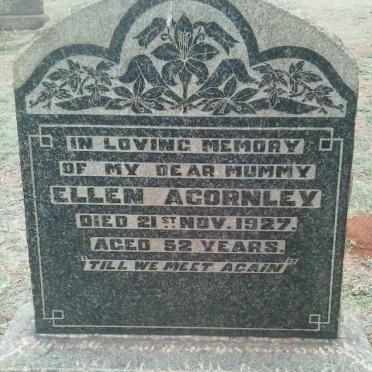 IN LOVING MEMORY
OF MY DEAR MUMMY
ELLEN ACORNLEY
DIED 21ST NOV. 1927.
AGED 52 YEARS.
"TILL WE MEET AGAIN"